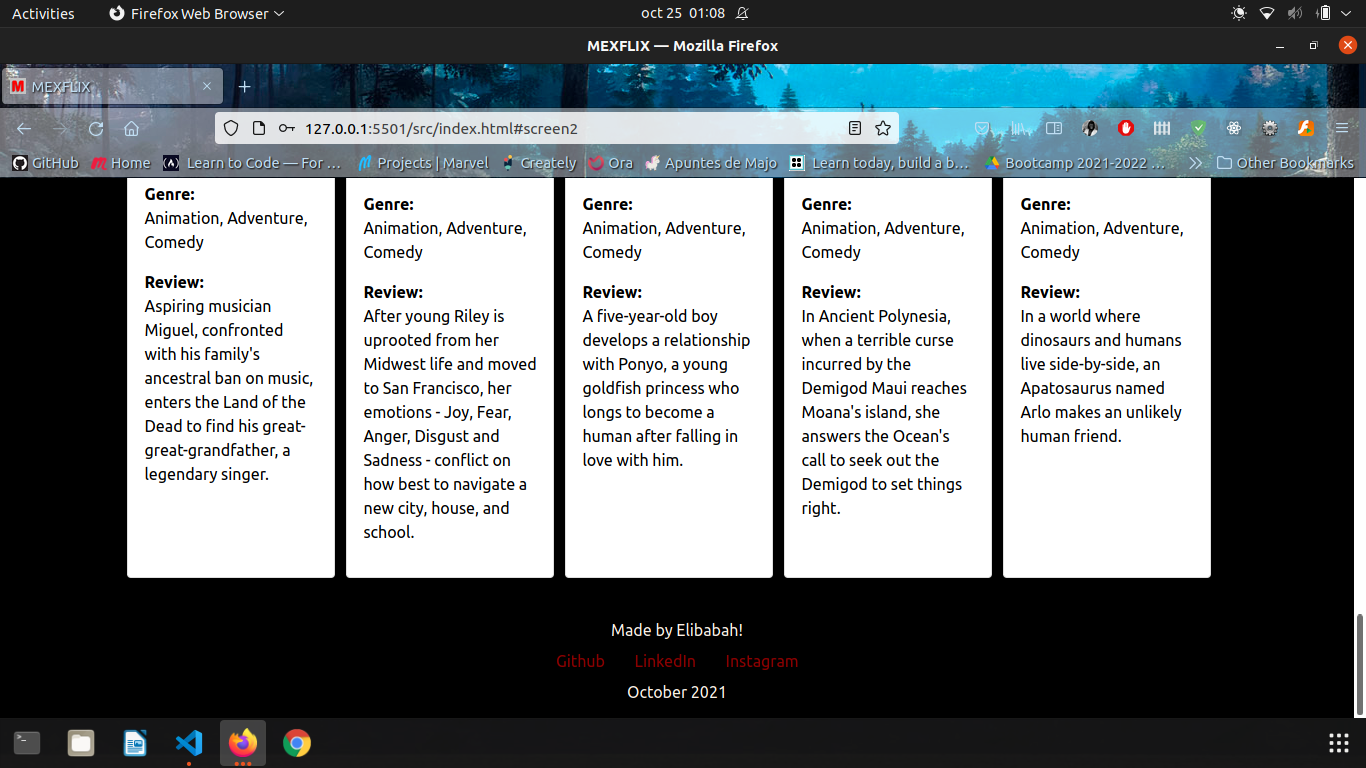 Activities
Firefox Web Browser
oct 25 01:08
MEXFLIX — Mozilla Firefox
MEXFLIX
127.0.0.1:5501/src/index.html#screen2
GitHub
Home
Learn to Code — For …
Projects | Marvel
Creately
Ora
Apuntes de Majo
Learn today, build a b…
Bootcamp 2021-2022 …
Other Bookmarks
Genre:
Animation, Adventure,
Comedy
Review:
Aspiring musician
Miguel, confronted
with his family's
ancestral ban on music,
enters the Land of the
Dead to find his great-
great-grandfather, a
legendary singer.
Genre:
Animation, Adventure,
Comedy
Review:
After young Riley is
uprooted from her
Midwest life and moved
to San Francisco, her
emotions - Joy, Fear,
Anger, Disgust and
Sadness - conflict on
how best to navigate a
new city, house, and
school.
Genre:
Animation, Adventure,
Comedy
Review:
A five-year-old boy
develops a relationship
with Ponyo, a young
goldfish princess who
longs to become a
human after falling in
love with him.
Genre:
Animation, Adventure,
Comedy
Review:
In Ancient Polynesia,
when a terrible curse
incurred by the
Demigod Maui reaches
Moana's island, she
answers the Ocean's
call to seek out the
Demigod to set things
right.
Genre:
Animation, Adventure,
Comedy
Review:
In a world where
dinosaurs and humans
live side-by-side, an
Apatosaurus named
Arlo makes an unlikely
human friend.
Made by Elibabah!
Github LinkedIn Instagram
October 2021